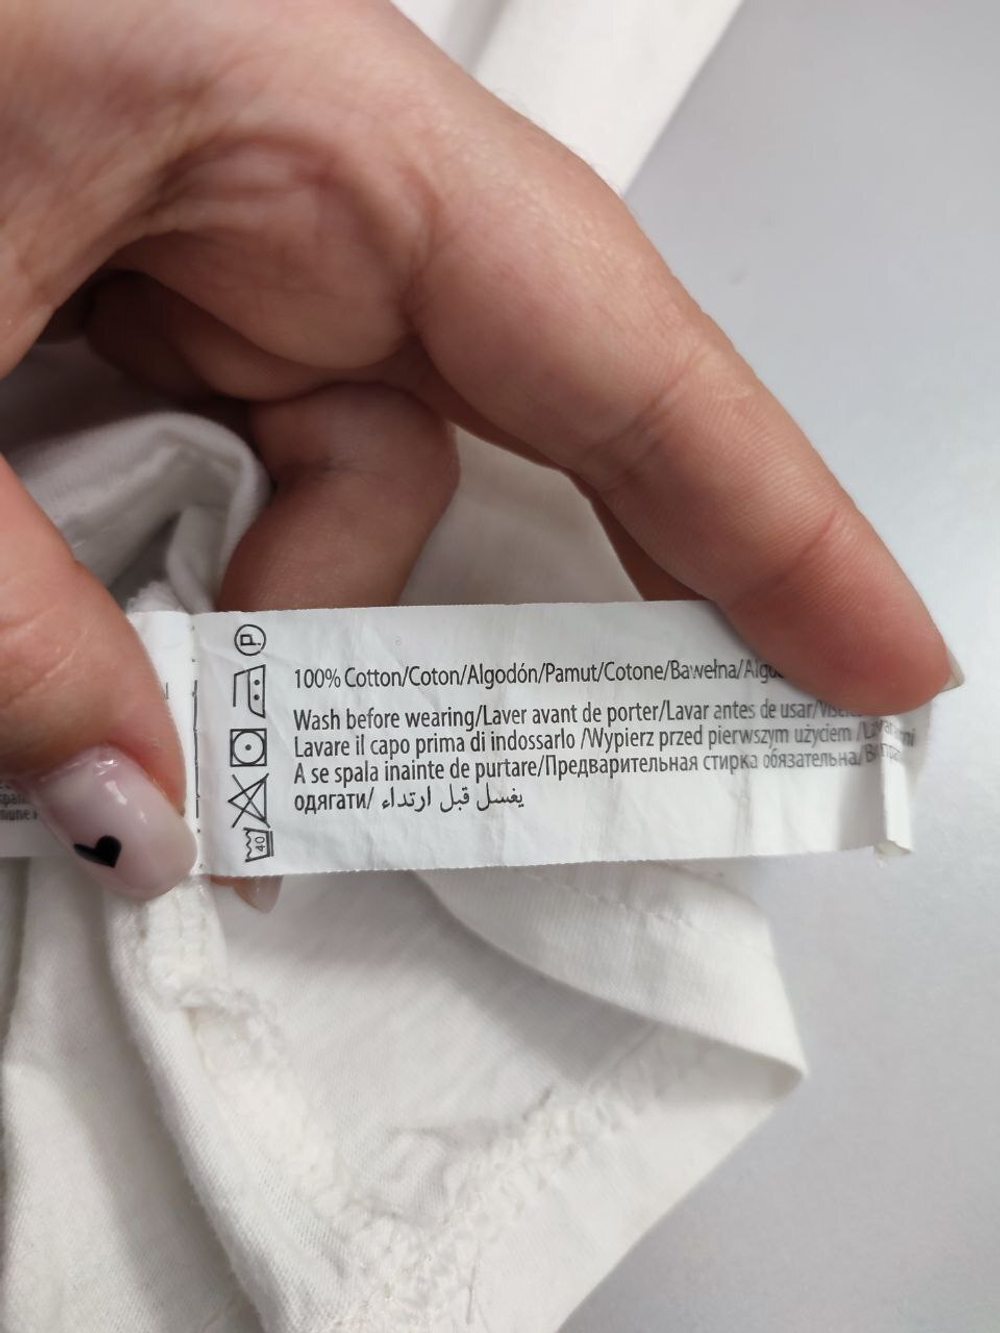 P
40
100% Cotton/Coton/Algodón/Pamut/Cotone/Bawełna/
Wash before wearing/Laver avant de porter/Lavar antes de usar/
Lavare il capo prima di indossarlo /Wypierz przed pierwszym użyciem
A se spala inainte de purtare/Предварительная стирка обязательна/
одягати/ يغسل قبل ارتداء